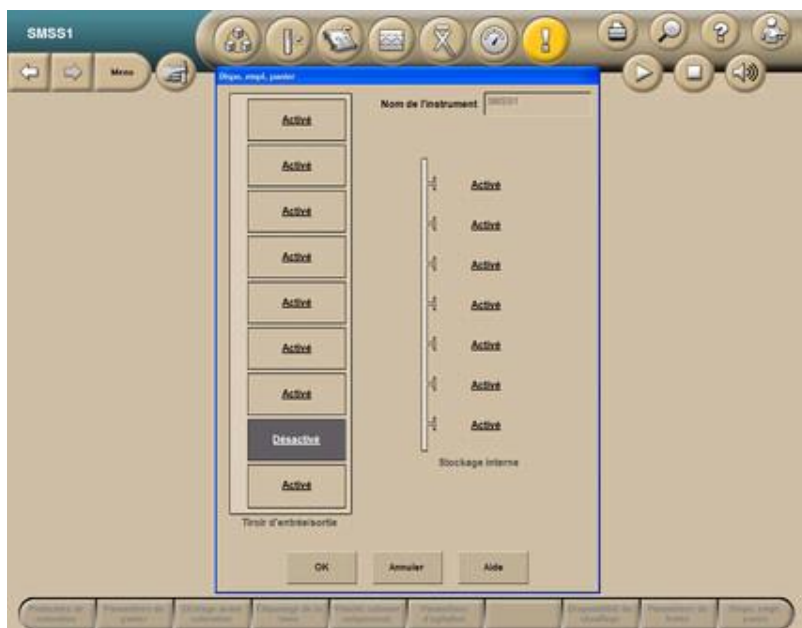 SMSS1
Menu
Dispo. empl. panier
Nom de l'instrument SMSS1
Activé
Activé
Activé
Activé
Activé
Activé
Activé
Désactivé
Activé
Tiroir d'entrée/sortie
Activé
Activé
Activé
Activé
Activé
Activé
Activé
Stockage interne
OK
Annuler
Aide